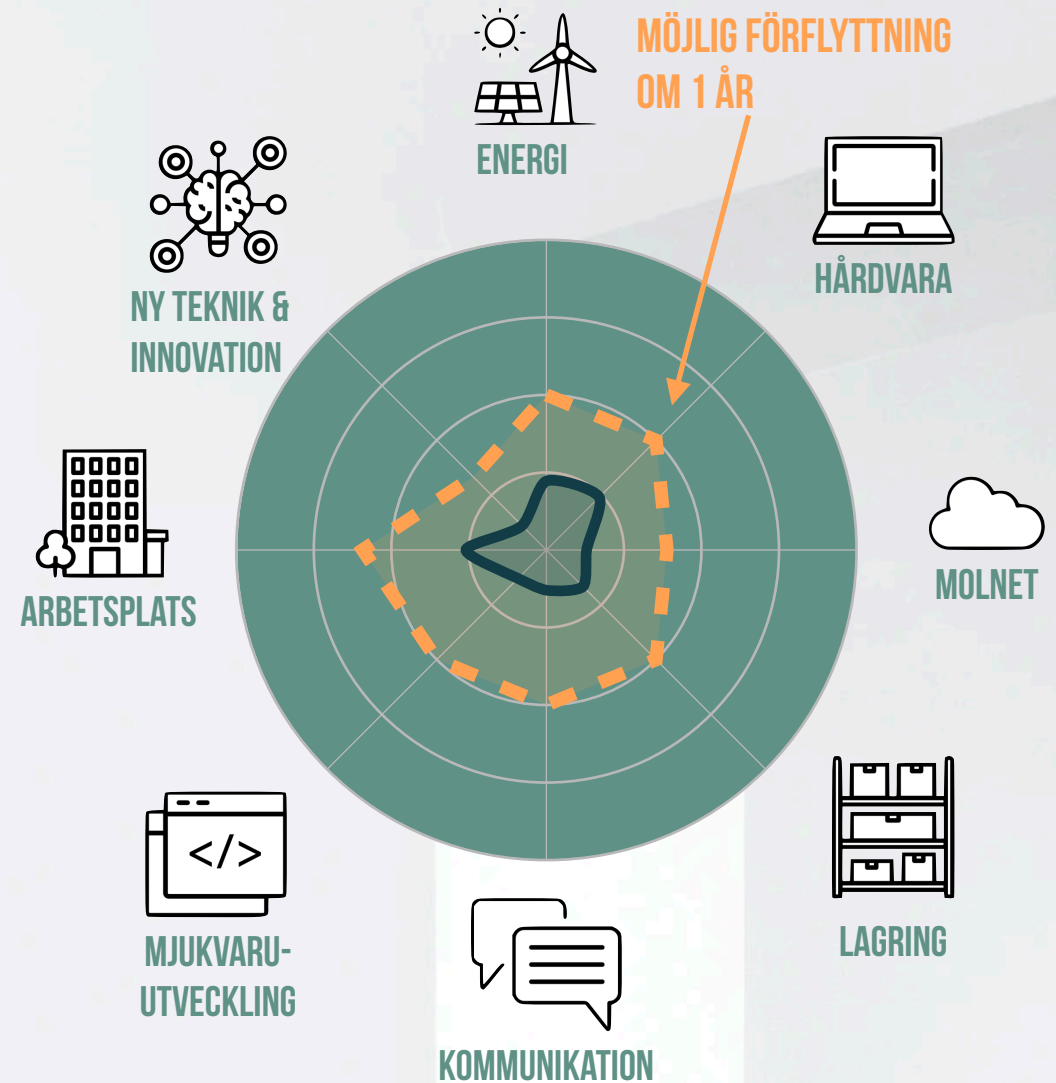 MÖJLIG FÖRFLYTTNING
OM 1 ÅR
ENERGI
HÅRDVARA
NY TEKNIK &
INNOVATION
MOLNET
ARBETSPLATS
</>
LAGRING
MJUKVARU-
UTVECKLING
KOMMUNIKATION